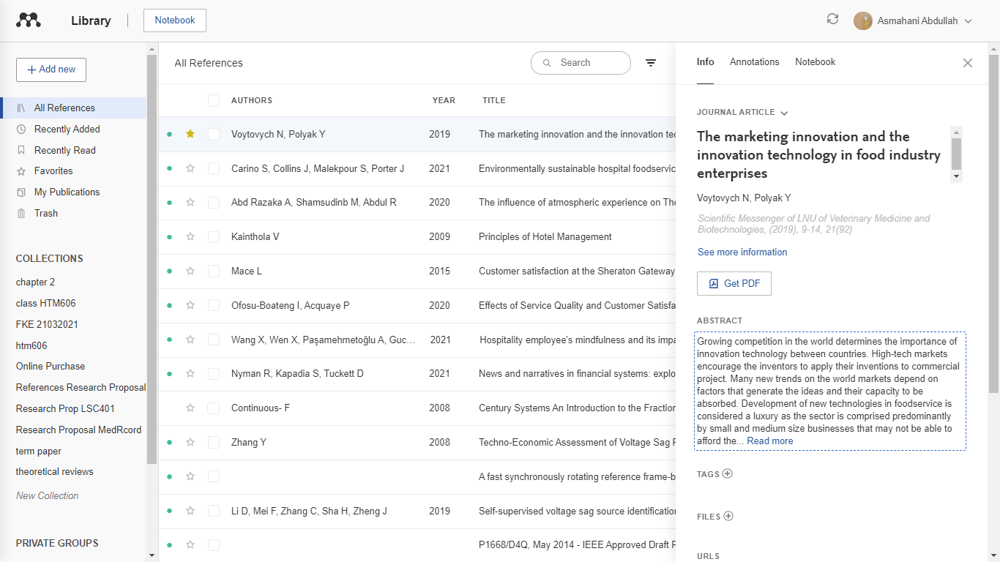 Library
Notebook
Asmahani Abdullah
Add new
All References
Recently Added
Recently Read
Favorites
My Publications
Trash
COLLECTIONS
chapter 2
class HTM606
FKE 21032021
htm606
Online Purchase
References Research Proposal
Research Prop LSC401
Research Proposal MedRcord
term paper
theoretical reviews
New Collection
PRIVATE GROUPS
All References
Search
AUTHORS YEAR TITLE
Voytovych N, Polyak Y 2019 The marketing innovation and the innovation tec
Carino S, Collins J, Malekpour S, Porter J 2021 Environmentally sustainable hospital foodservic
Abd Razaka A, Shamsudinb M, Abdul R 2020 The influence of atmospheric experience on The
Kainthola V 2009 Principles of Hotel Management
Mace L 2015 Customer satisfaction at the Sheraton Gateway
Ofosu-Boateng I, Acquaye P 2020 Effects of Service Quality and Customer Satisfa
Wang X, Wen X, Paşamehmetoğlu A, Guc... 2021 Hospitality employee's mindfulness and its impa
Nyman R, Kapadia S, Tuckett D 2021 News and narratives in financial systems: explo
Continuous- F 2008 Century Systems An Introduction to the Fraction
Zhang Y 2008 Techno-Economic Assessment of Voltage Sag P
A fast synchronously rotating reference frame-b
Li D, Mei F, Zhang C, Sha H, Zheng J 2019 Self-supervised voltage sag source identification
P1668/D4Q, May 2014 - IEEE Approved Draft R
Info Annotations Notebook
JOURNAL ARTICLE
The marketing innovation and the
innovation technology in food industry
enterprises
Voytovych N, Polyak Y
Scientific Messenger of LNU of Veterinary Medicine and
Biotechnologies, (2019), 9-14, 21(92)
See more information
Get PDF
ABSTRACT
Growing competition in the world determines the importance of
innovation technology between countries. High-tech markets
encourage the inventors to apply their inventions to commercial
project. Many new trends on the world markets depend on
factors that generate the ideas and their capacity to be
absorbed. Development of new technologies in foodservice is
considered a luxury as the sector is comprised predominantly
by small and medium size businesses that may not be able to
afford the... Read more
TAGS
FILES
URLS